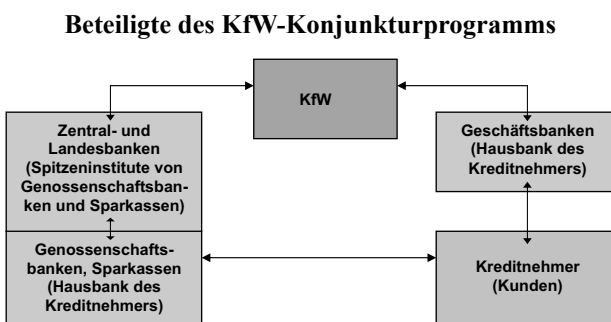 Beteiligte des KfW-Konjunkturprogramms
KfW
Zentral- und
Landesbanken
(Spitzeninstitute von
Genossenschaftsban-
ken und Sparkassen)
Geschäftsbanken
(Hausbank des
Kreditnehmers)
Genossenschafts-
banken, Sparkassen
(Hausbank des
Kreditnehmers)
Kreditnehmer
(Kunden)